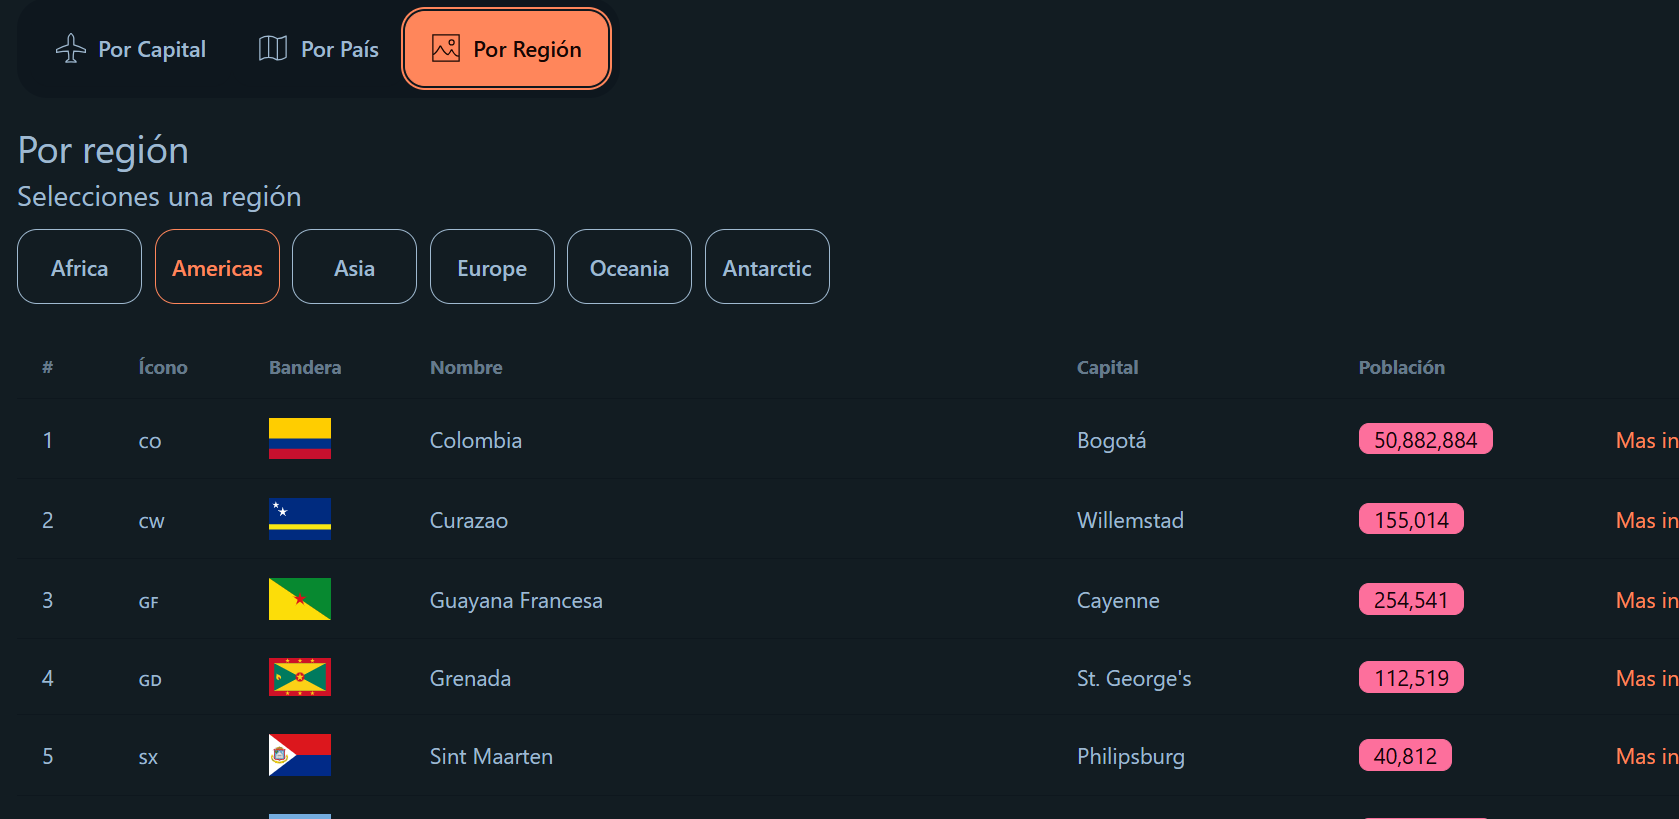 Por Capital Por País Por Región
Por región
Selecciones una región
Africa Americas Asia Europe Oceania Antarctic
# Ícono Bandera Nombre Capital Población
1 CO Colombia Bogotá 50,882,884 Mas in
2 CW Curazao Willemstad 155,014 Mas in
3 GF Guayana Francesa Cayenne 254,541 Mas in
4 GD Grenada St. George's 112,519 Mas in
5 SX Sint Maarten Philipsburg 40,812 Mas in